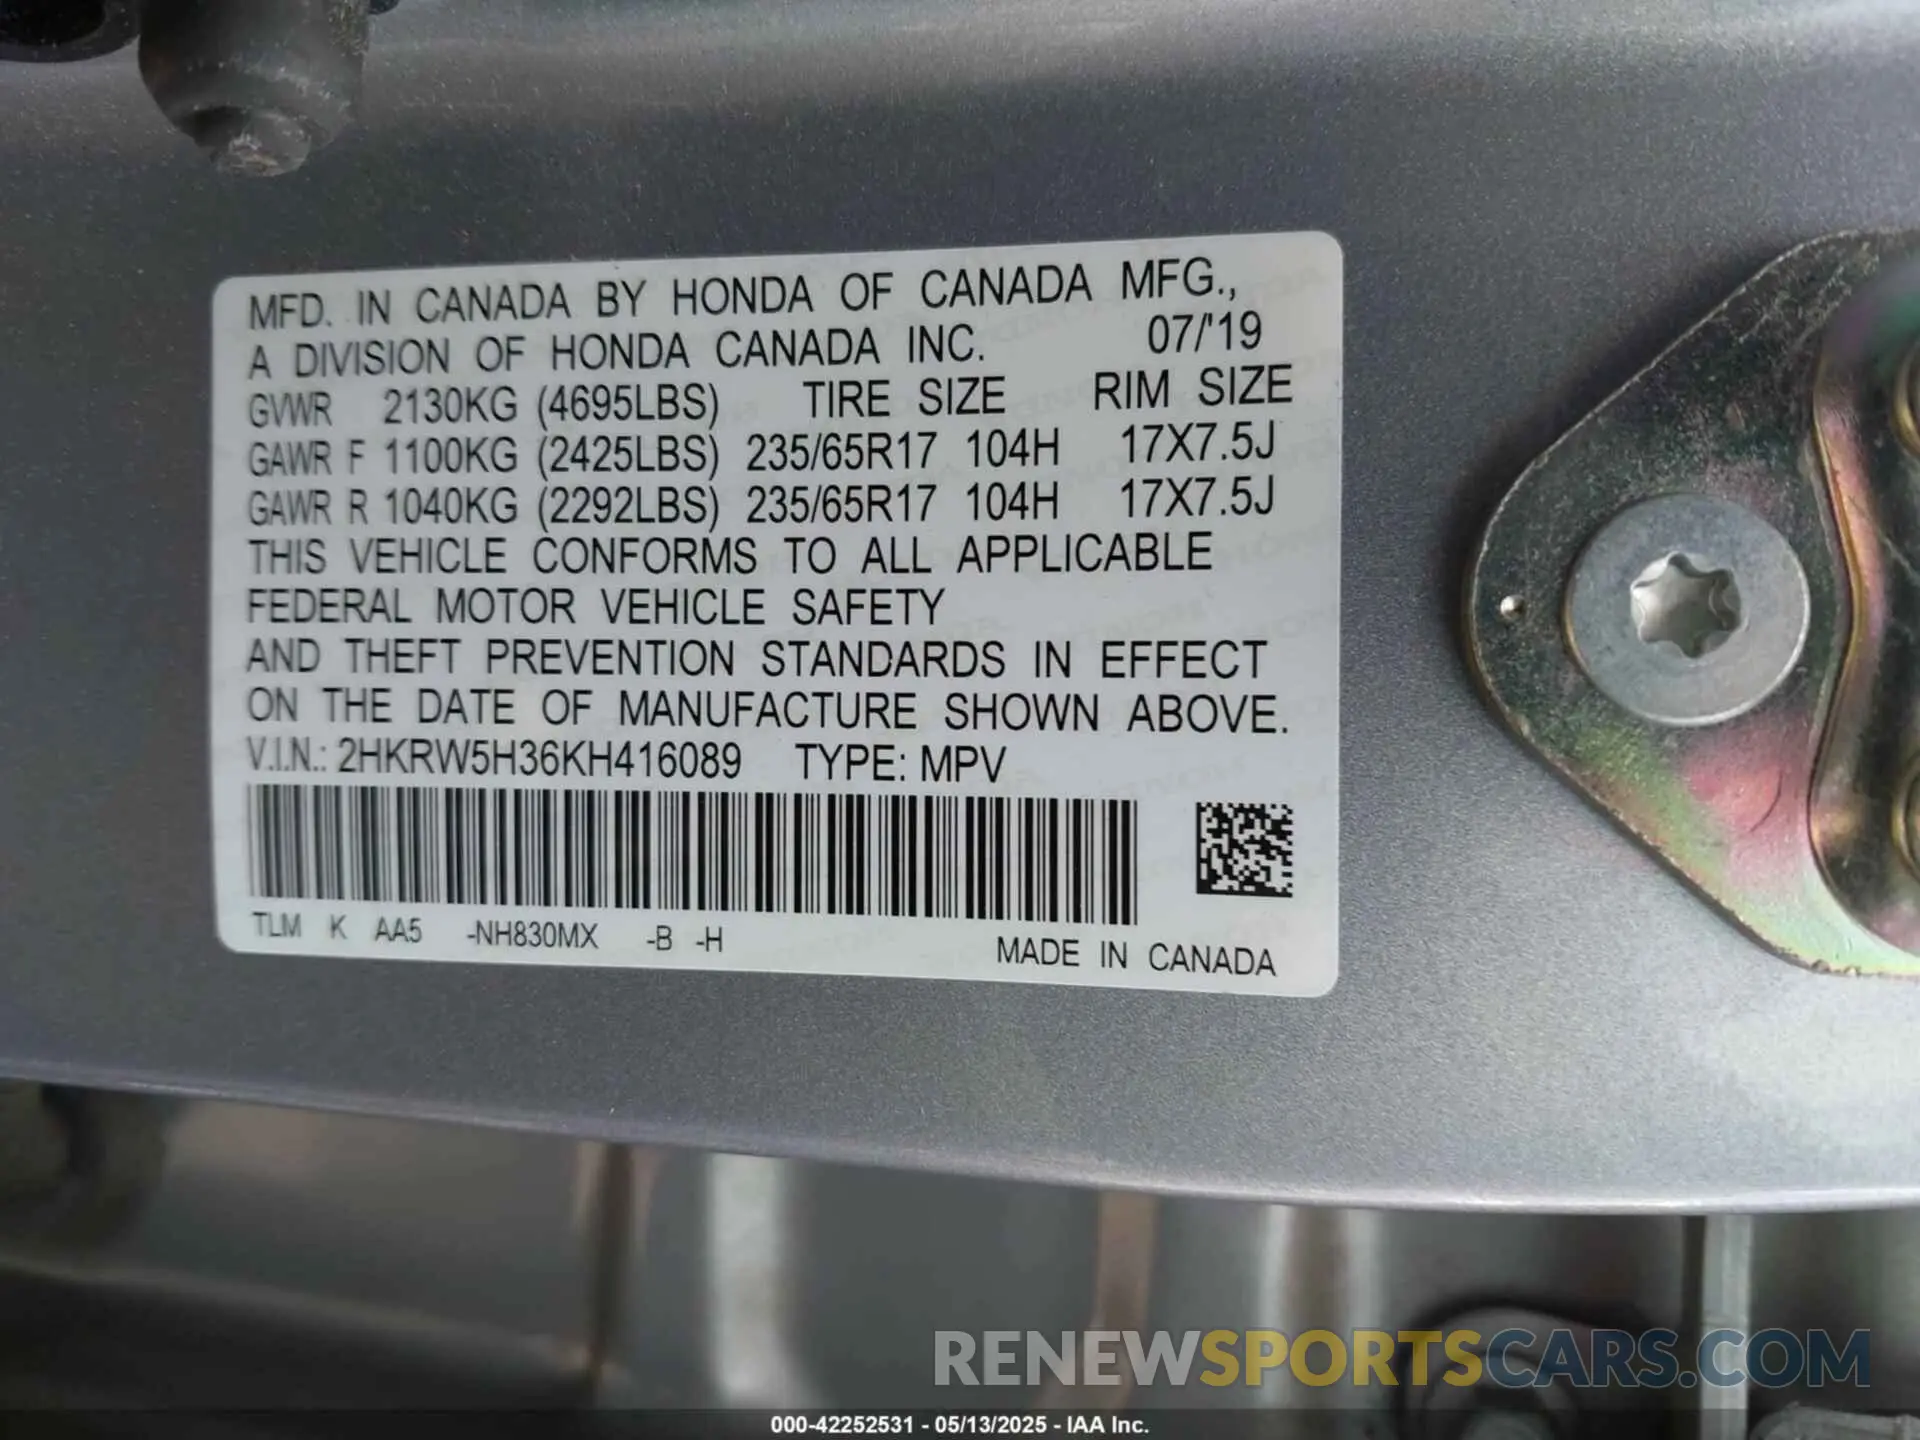 MFD. IN CANADA BY HONDA OF CANADA MFG.,
A DIVISION OF HONDA CANADA INC. 07/'19
GVWR 2130KG (4695LBS) TIRE SIZE RIM SIZE
GAWR F 1100KG (2425LBS) 235/65R17 104H 17X7.5J
GAWR R 1040KG (2292LBS) 235/65R17 104H 17X7.5J
THIS VEHICLE CONFORMS TO ALL APPLICABLE
FEDERAL MOTOR VEHICLE SAFETY
AND THEFT PREVENTION STANDARDS IN EFFECT
ON THE DATE OF MANUFACTURE SHOWN ABOVE.
V.I.N.: 2HKRW5H36KH416089 TYPE: MPV
TLM K AA5 -NH830MX -B -H
MADE IN CANADA
RENEWSPORTSCARS.COM
000-42252531 - 05/13/2025 - IAA Inc.